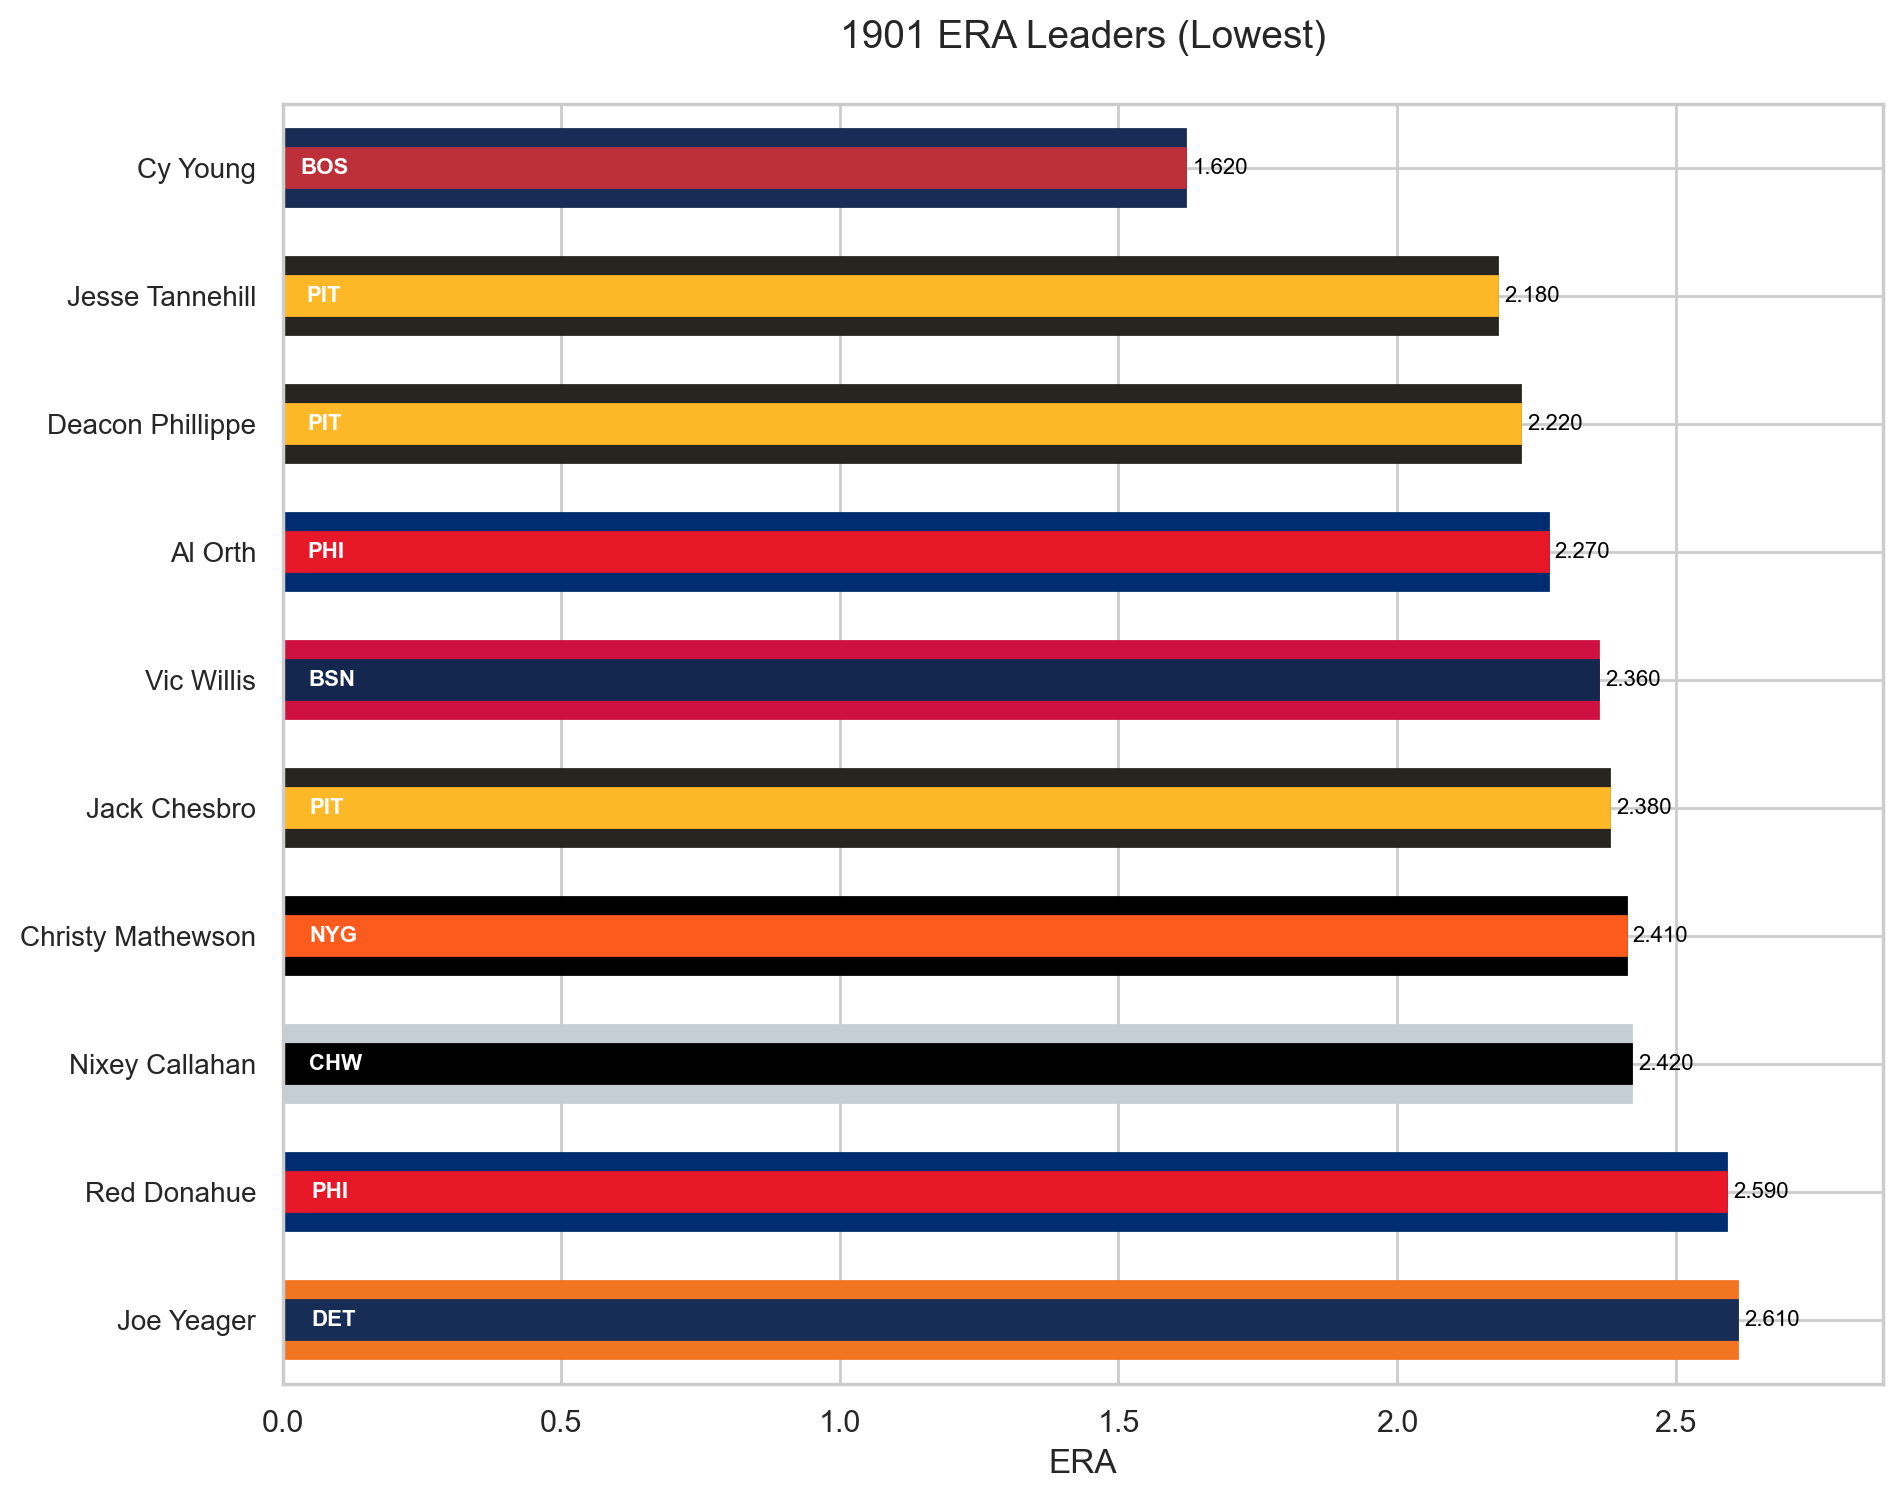 1901 ERA Leaders (Lowest)
Cy Young BOS 1.620
Jesse Tannehill PIT 2.180
Deacon Phillippe PIT 2.220
Al Orth PHI 2.270
Vic Willis BSN 2.360
Jack Chesbro PIT 2.380
Christy Mathewson NYG 2.410
Nixey Callahan CHW 2.420
Red Donahue PHI 2.590
Joe Yeager DET 2.610
0.0 0.5 1.0 1.5 2.0 2.5
ERA